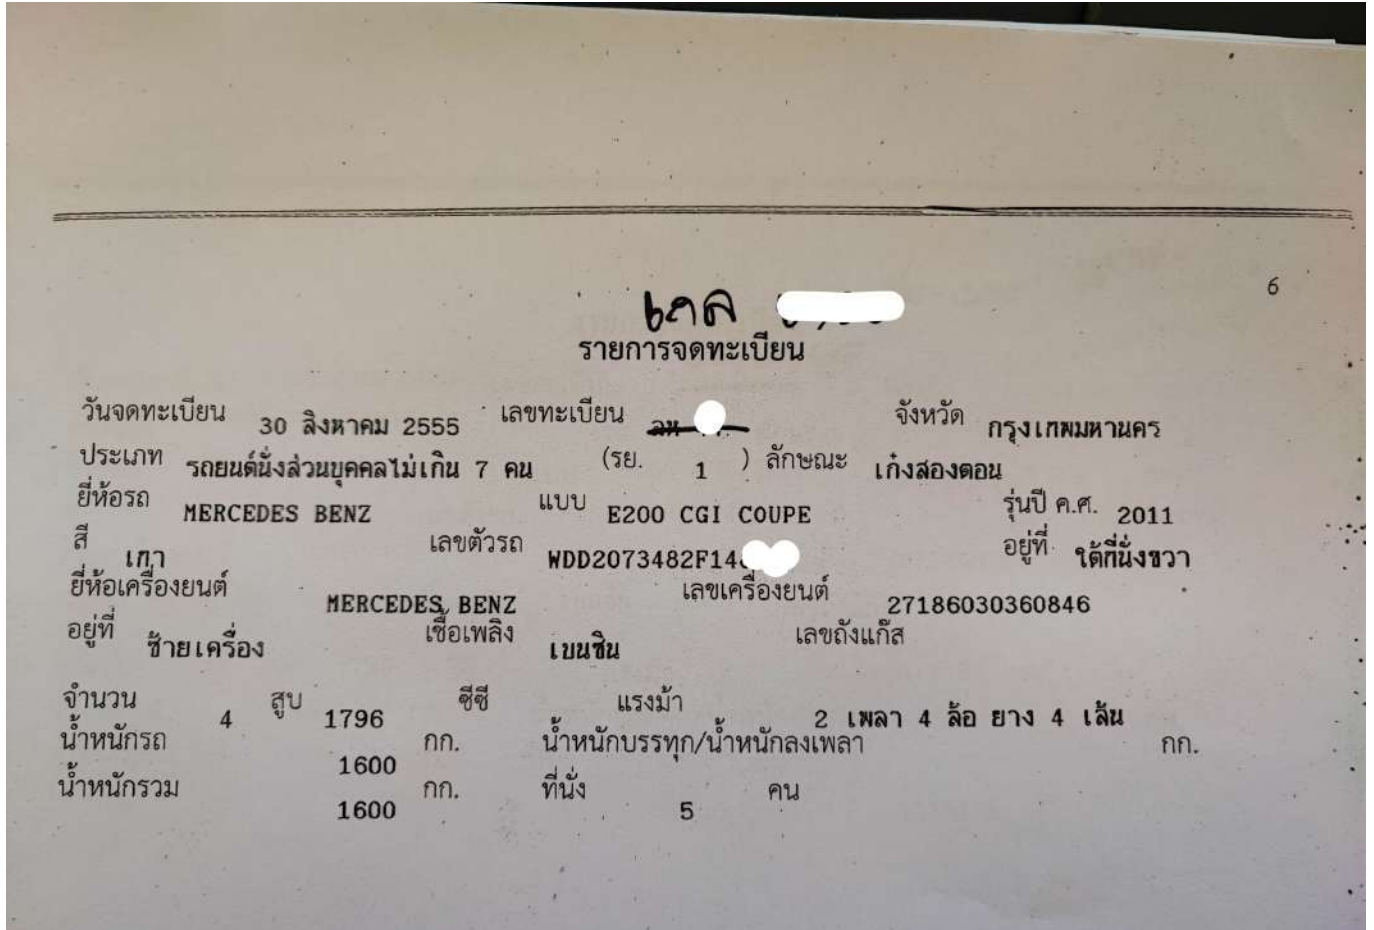 6
เกล
รายการจดทะเบียน
วันจดทะเบียน 30 สิงหาคม 2555 เลขทะเบียน จังหวัด กรุงเทพมหานคร
ประเภท รถยนต์นั่งส่วนบุคคลไม่เกิน 7 คน (รย. 1 ) ลักษณะ เก๋งสองตอน
ยี่ห้อรถ MERCEDES BENZ แบบ E200 CGI COUPE รุ่นปี ค.ศ. 2011
สี เทา เลขตัวรถ WDD2073482F14 อยู่ที่ ใต้ที่นั่งขวา
ยี่ห้อเครื่องยนต์ MERCEDES BENZ เลขเครื่องยนต์ 27186030360846
อยู่ที่ ซ้ายเครื่อง เชื้อเพลิง เบนซิน เลขถังแก๊ส
จำนวน 4 สูบ 1796 ซีซี แรงม้า 2 เพลา 4 ล้อ ยาง 4 เส้น
น้ำหนักรถ 1600 กก. น้ำหนักบรรทุก/น้ำหนักลงเพลา กก.
น้ำหนักรวม 1600 กก. ที่นั่ง 5 คน